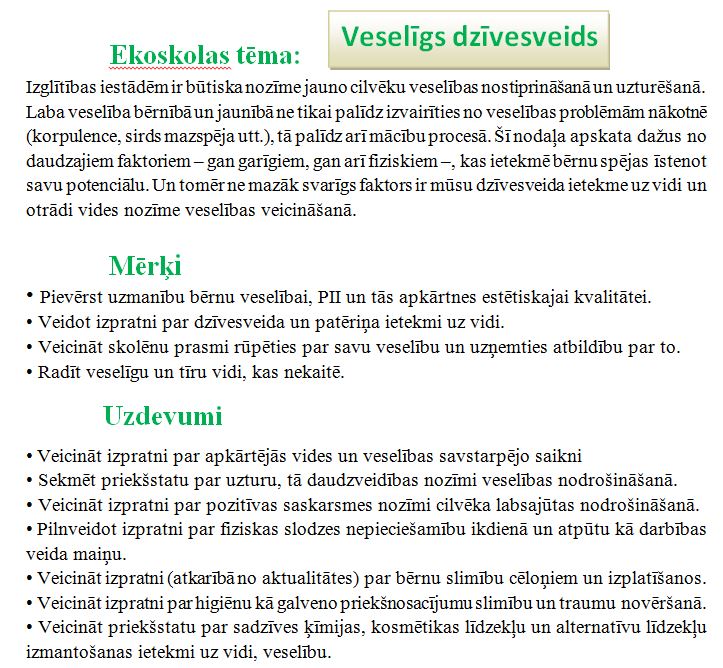 Ekoskolas tēma:
Veselīgs dzīvesveids
Izglītības iestādēm ir būtiska nozīme jauno cilvēku veselības nostiprināšanā un uzturēšanā.
Laba veselība bērnībā un jaunībā ne tikai palīdz izvairīties no veselības problēmām nākotnē
(korpulence, sirds mazspēja utt.), tā palīdz arī mācību procesā. Šī nodaļa apskata dažus no
daudzajiem faktoriem – gan garīgiem, gan arī fiziskiem –, kas ietekmē bērnu spējas īstenot
savu potenciālu. Un tomēr ne mazāk svarīgs faktors ir mūsu dzīvesveida ietekme uz vidi un
otrādi vides nozīme veselības veicināšanā.
Mērķi
• Pievērst uzmanību bērnu veselībai, PII un tās apkārtnes estētiskajai kvalitātei.
• Veidot izpratni par dzīvesveida un patēriņa ietekmi uz vidi.
• Veicināt skolēnu prasmi rūpēties par savu veselību un uzņemties atbildību par to.
• Radīt veselīgu un tīru vidi, kas nekaitē.
Uzdevumi
• Veicināt izpratni par apkārtējās vides un veselības savstarpējo saikni
• Sekmēt priekšstatu par uzturu, tā daudzveidības nozīmi veselības nodrošināšanā.
• Veicināt izpratni par pozitīvas saskarsmes nozīmi cilvēka labsajūtas nodrošināšanā.
• Pilnveidot izpratni par fiziskas slodzes nepieciešamību ikdienā un atpūtu kā darbības
veida maiņu.
• Veicināt izpratni (atkarībā no aktualitātes) par bērnu slimību cēloņiem un izplatīšanos.
• Veicināt izpratni par higiēnu kā galveno priekšnosacījumu slimību un traumu novēršanā.
• Veicināt priekšstatu par sadzīves ķīmijas, kosmētikas līdzekļu un alternatīvu līdzekļu
izmantošanas ietekmi uz vidi, veselību.